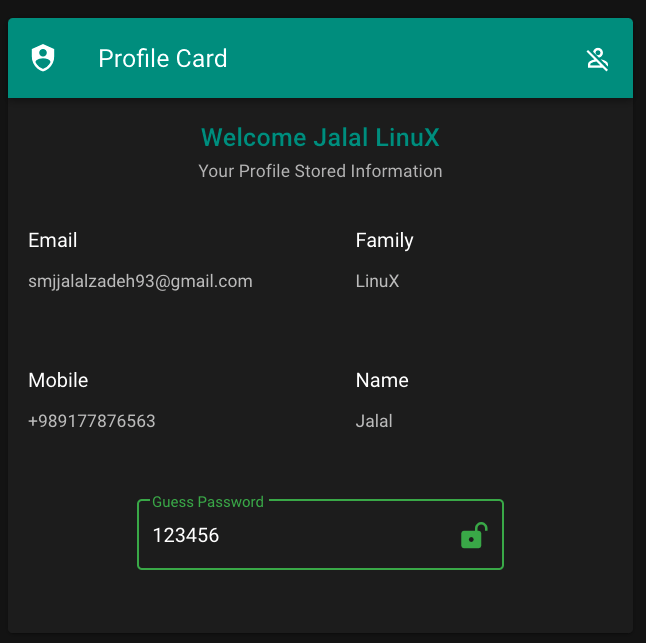 Profile Card
Welcome Jalal LinuX
Your Profile Stored Information
Email
smjjalalzadeh93@gmail.com
Family
LinuX
Mobile
+989177876563
Name
Jalal
Guess Password
123456